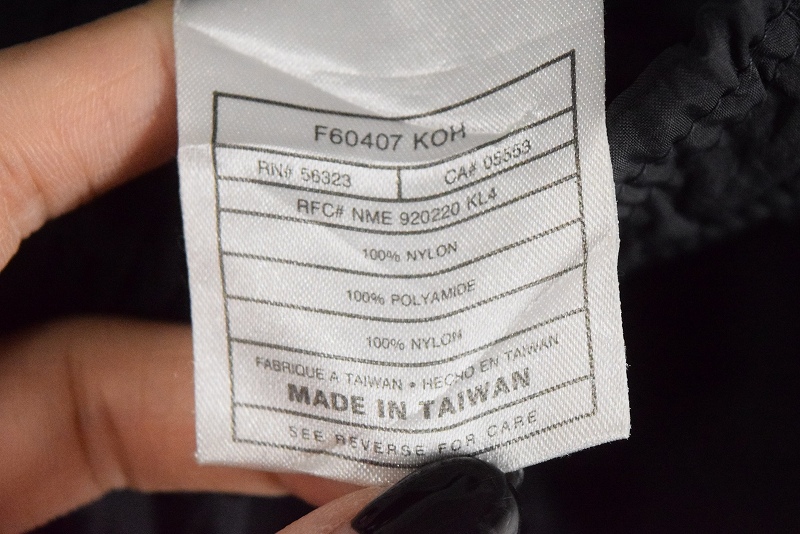 F60407 KOH
RN# 56323 CA# 05553
RFC# NME 920220 KL4
100% NYLON
100% POLYAMIDE
100% NYLON
FABRIQUE A TAIWAN • HECHO EN TAIWAN
MADE IN TAIWAN
SEE REVERSE FOR CARE